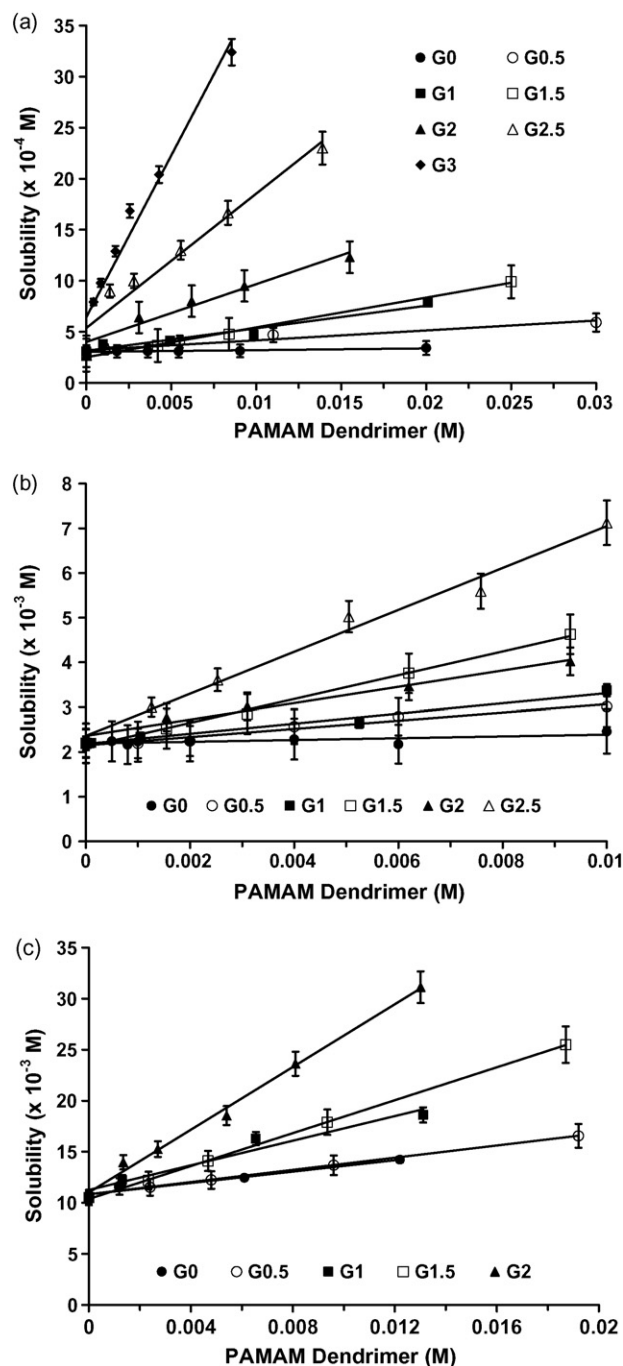 (a)
35
30
25
20
15
10
5
0
Solubility (x 10⁻⁴ M)
G0 G0.5
G1 G1.5
G2 G2.5
G3
0 0.005 0.01 0.015 0.02 0.025 0.03
PAMAM Dendrimer (M)
(b)
8
7
6
5
4
3
2
1
0
Solubility (x 10⁻³ M)
G0 G0.5 G1 G1.5 G2 G2.5
0 0.002 0.004 0.006 0.008 0.01
PAMAM Dendrimer (M)
(c)
35
30
25
20
15
10
5
0
Solubility (x 10⁻³ M)
G0 G0.5 G1 G1.5 G2
0 0.004 0.008 0.012 0.016 0.02
PAMAM Dendrimer (M)